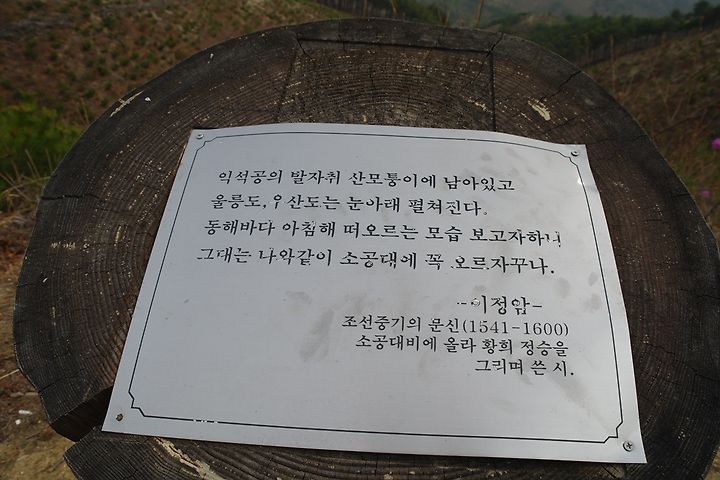 익석공의 발자취 산모퉁이에 남아있고
울릉도, 우산도는 눈아래 펼쳐진다.
동해바다 아침해 떠오르는 모습 보고자하니
그대는 나와같이 소공대에 꼭 오르자꾸나.
-이정암-
조선중기의 문신(1541-1600)
소공대비에 올라 황희 정승을
그리며 쓴 시.